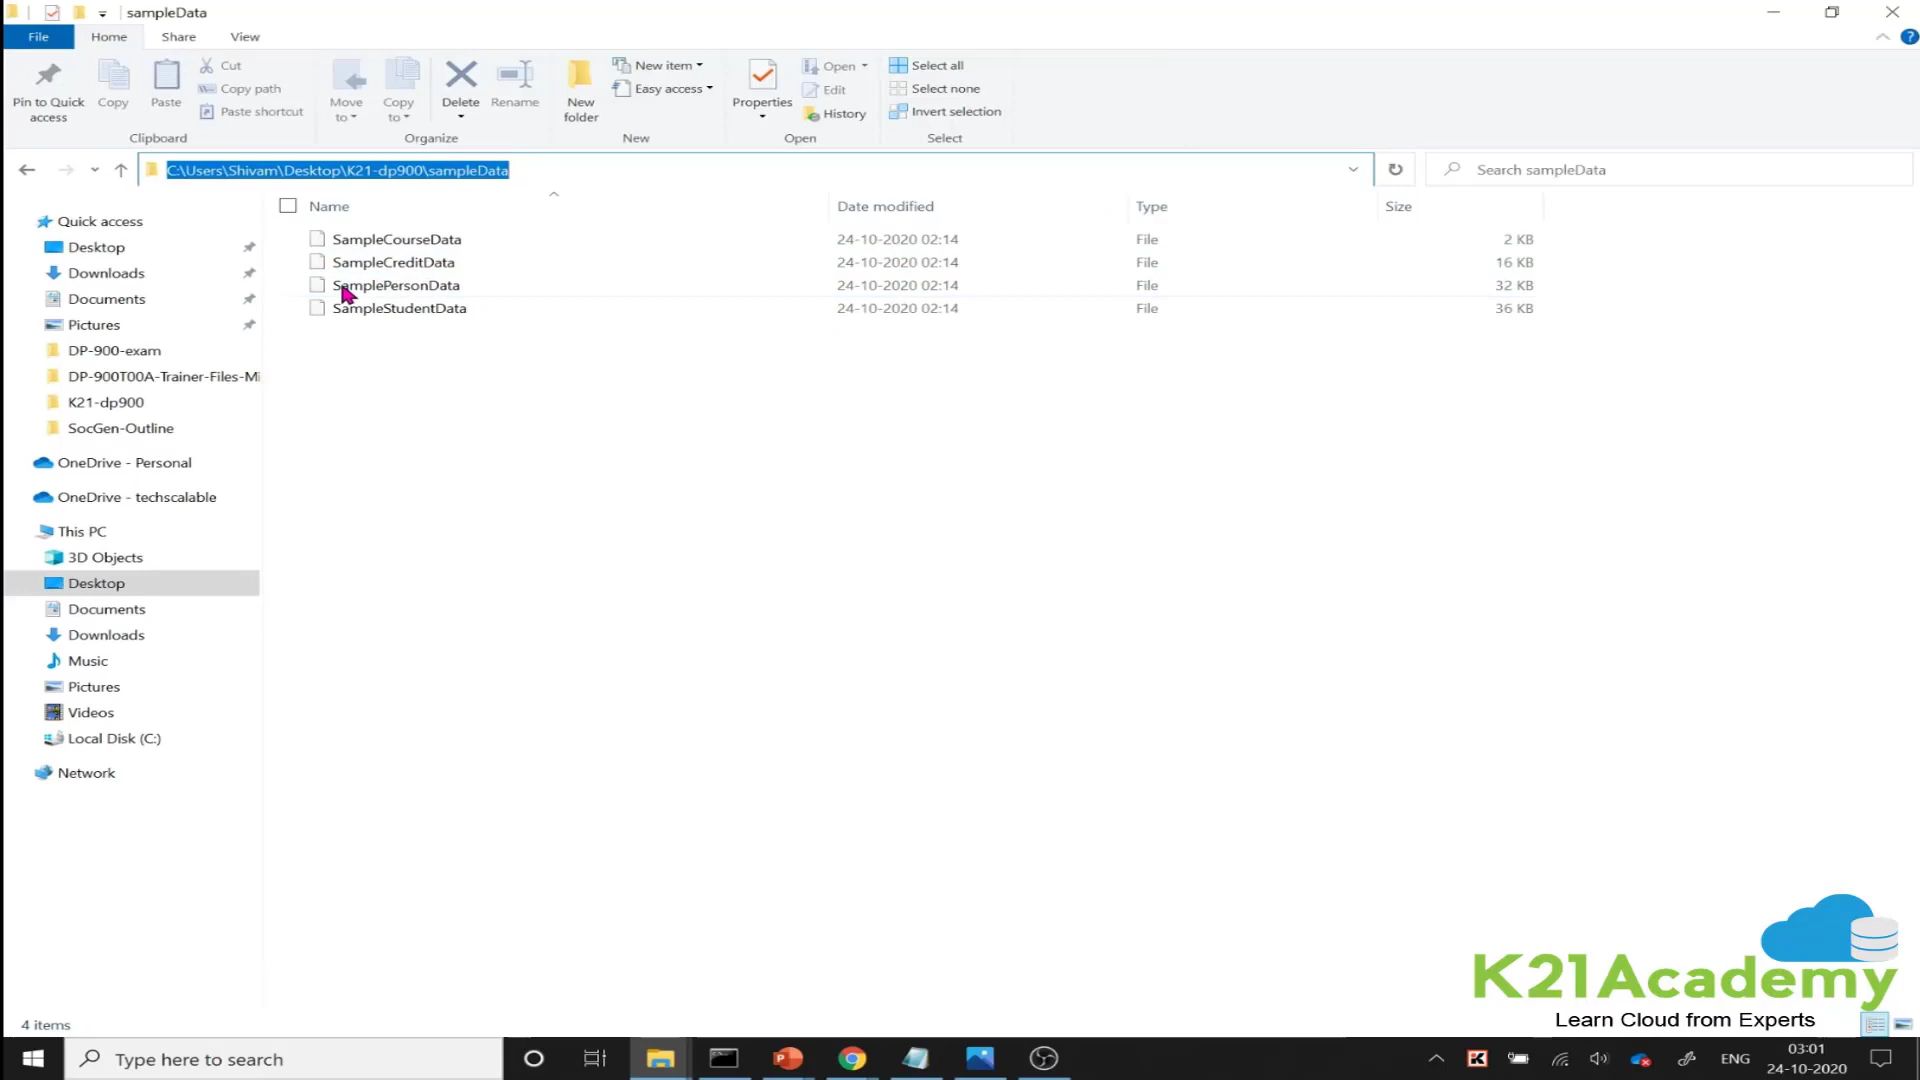 sampleData
File Home Share View
Pin to Quick access
Copy
Paste
Cut
Copy path
Paste shortcut
Clipboard
Move to
Copy to
Delete
Rename
Organize
New folder
New item
Easy access
New
Properties
Open
Edit
History
Open
Select all
Select none
Invert selection
Select
C:\Users\Shivam\Desktop\K21-dp900\sampleData
Search sampleData
Name Date modified Type Size
SampleCourseData 24-10-2020 02:14 File 2 KB
SampleCreditData 24-10-2020 02:14 File 16 KB
SamplePersonData 24-10-2020 02:14 File 32 KB
SampleStudentData 24-10-2020 02:14 File 36 KB
Quick access
Desktop
Downloads
Documents
Pictures
DP-900-exam
DP-900T00A-Trainer-Files-Mi
K21-dp900
SocGen-Outline
OneDrive - Personal
OneDrive - techscalable
This PC
3D Objects
Desktop
Documents
Downloads
Music
Pictures
Videos
Local Disk (C:)
Network
4 items
K21Academy
Learn Cloud from Experts
Type here to search
ENG
03:01
24-10-2020